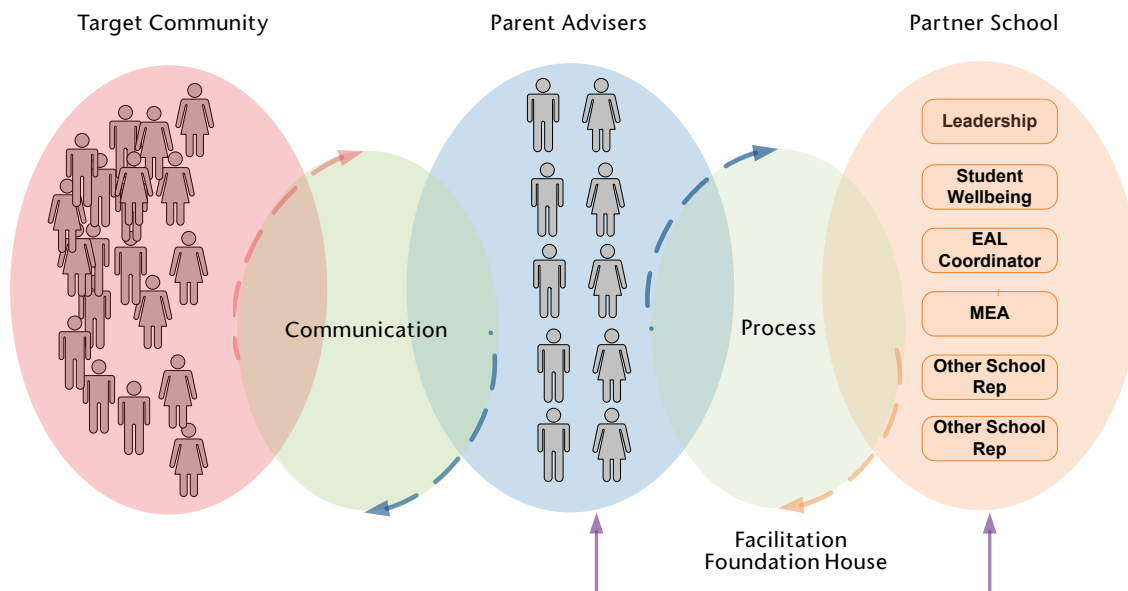 Target Community
Parent Advisers
Partner School
Leadership
Student
Wellbeing
EAL
Coordinator
MEA
Other School
Rep
Other School
Rep
Communication
Process
Facilitation
Foundation House